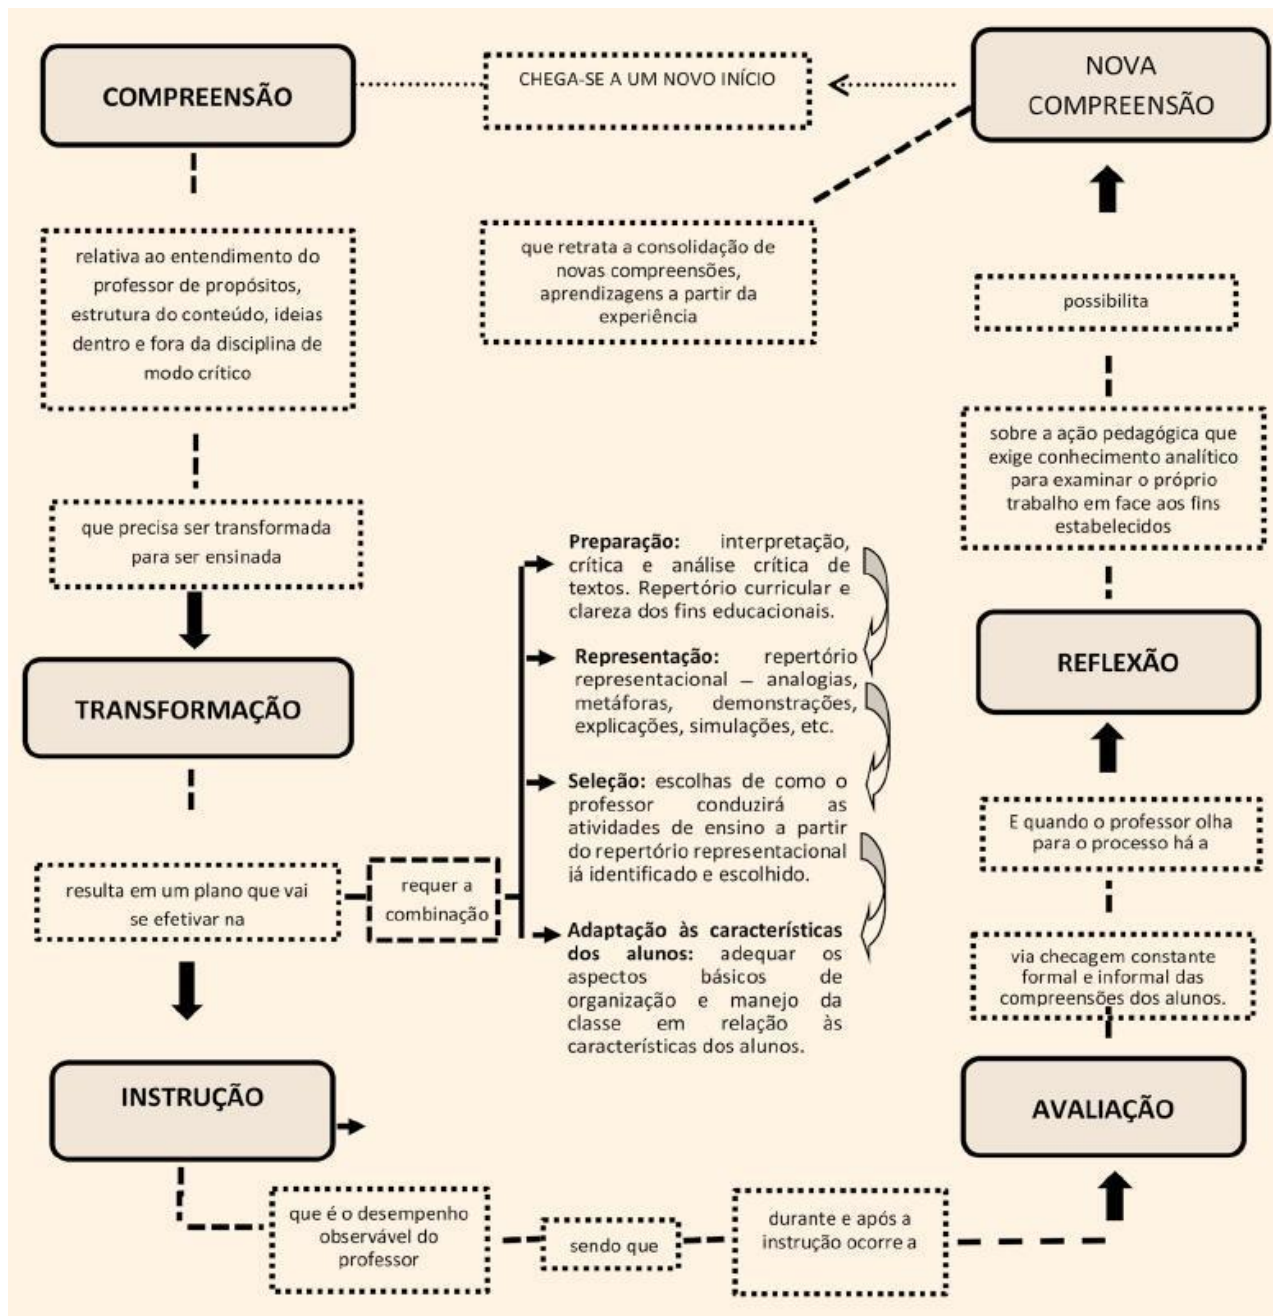 COMPREENSÃO
relativa ao entendimento do
professor de propósitos,
estrutura do conteúdo, ideias
dentro e fora da disciplina de
modo crítico
que precisa ser transformada
para ser ensinada
TRANSFORMAÇÃO
resulta em um plano que vai
se efetivar na
requer a
combinação
Preparação: interpretação,
crítica e análise crítica de
textos. Repertório curricular e
clareza dos fins educacionais.
Representação: repertório
representacional – analogias,
metáforas, demonstrações,
explicações, simulações, etc.
Seleção: escolhas de como o
professor conduzirá as
atividades de ensino a partir
do repertório representacional
já identificado e escolhido.
Adaptação às características
dos alunos: adequar os
aspectos básicos de
organização e manejo da
classe em relação às
características dos alunos.
INSTRUÇÃO
que é o desempenho
observável do
professor
sendo que
durante e após a
instrução ocorre a
AVALIAÇÃO
via checagem constante
formal e informal das
compreensões dos alunos.
E quando o professor olha
para o processo há a
REFLEXÃO
sobre a ação pedagógica que
exige conhecimento analítico
para examinar o próprio
trabalho em face aos fins
estabelecidos
possibilita
NOVA
COMPREENSÃO
que retrata a consolidação de
novas compreensões,
aprendizagens a partir da
experiência
CHEGA-SE A UM NOVO INÍCIO